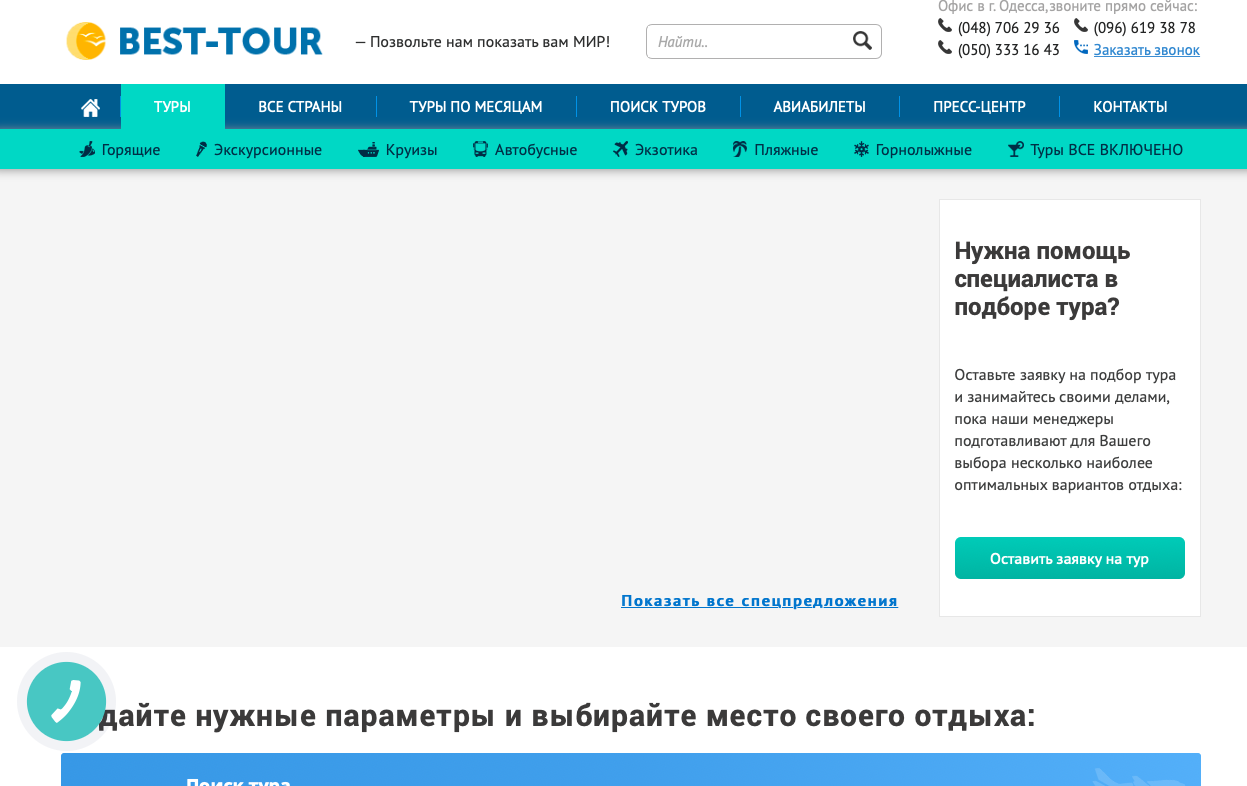 Офис в г. Одесса,звоните прямо сейчас:
BEST-TOUR
— Позвольте нам показать вам МИР!
Найти..
(048) 706 29 36 (096) 619 38 78
(050) 333 16 43 Заказать звонок
ТУРЫ ВСЕ СТРАНЫ ТУРЫ ПО МЕСЯЦАМ ПОИСК ТУРОВ АВИАБИЛЕТЫ ПРЕСС-ЦЕНТР КОНТАКТЫ
Горящие Экскурсионные Круизы Автобусные Экзотика Пляжные Горнолыжные Туры ВСЕ ВКЛЮЧЕНО
Нужна помощь
специалиста в
подборе тура?
Оставьте заявку на подбор тура
и занимайтесь своими делами,
пока наши менеджеры
подготавливают для Вашего
выбора несколько наиболее
оптимальных вариантов отдыха:
Оставить заявку на тур
Показать все спецпредложения
дайте нужные параметры и выбирайте место своего отдыха:
Поиск тура